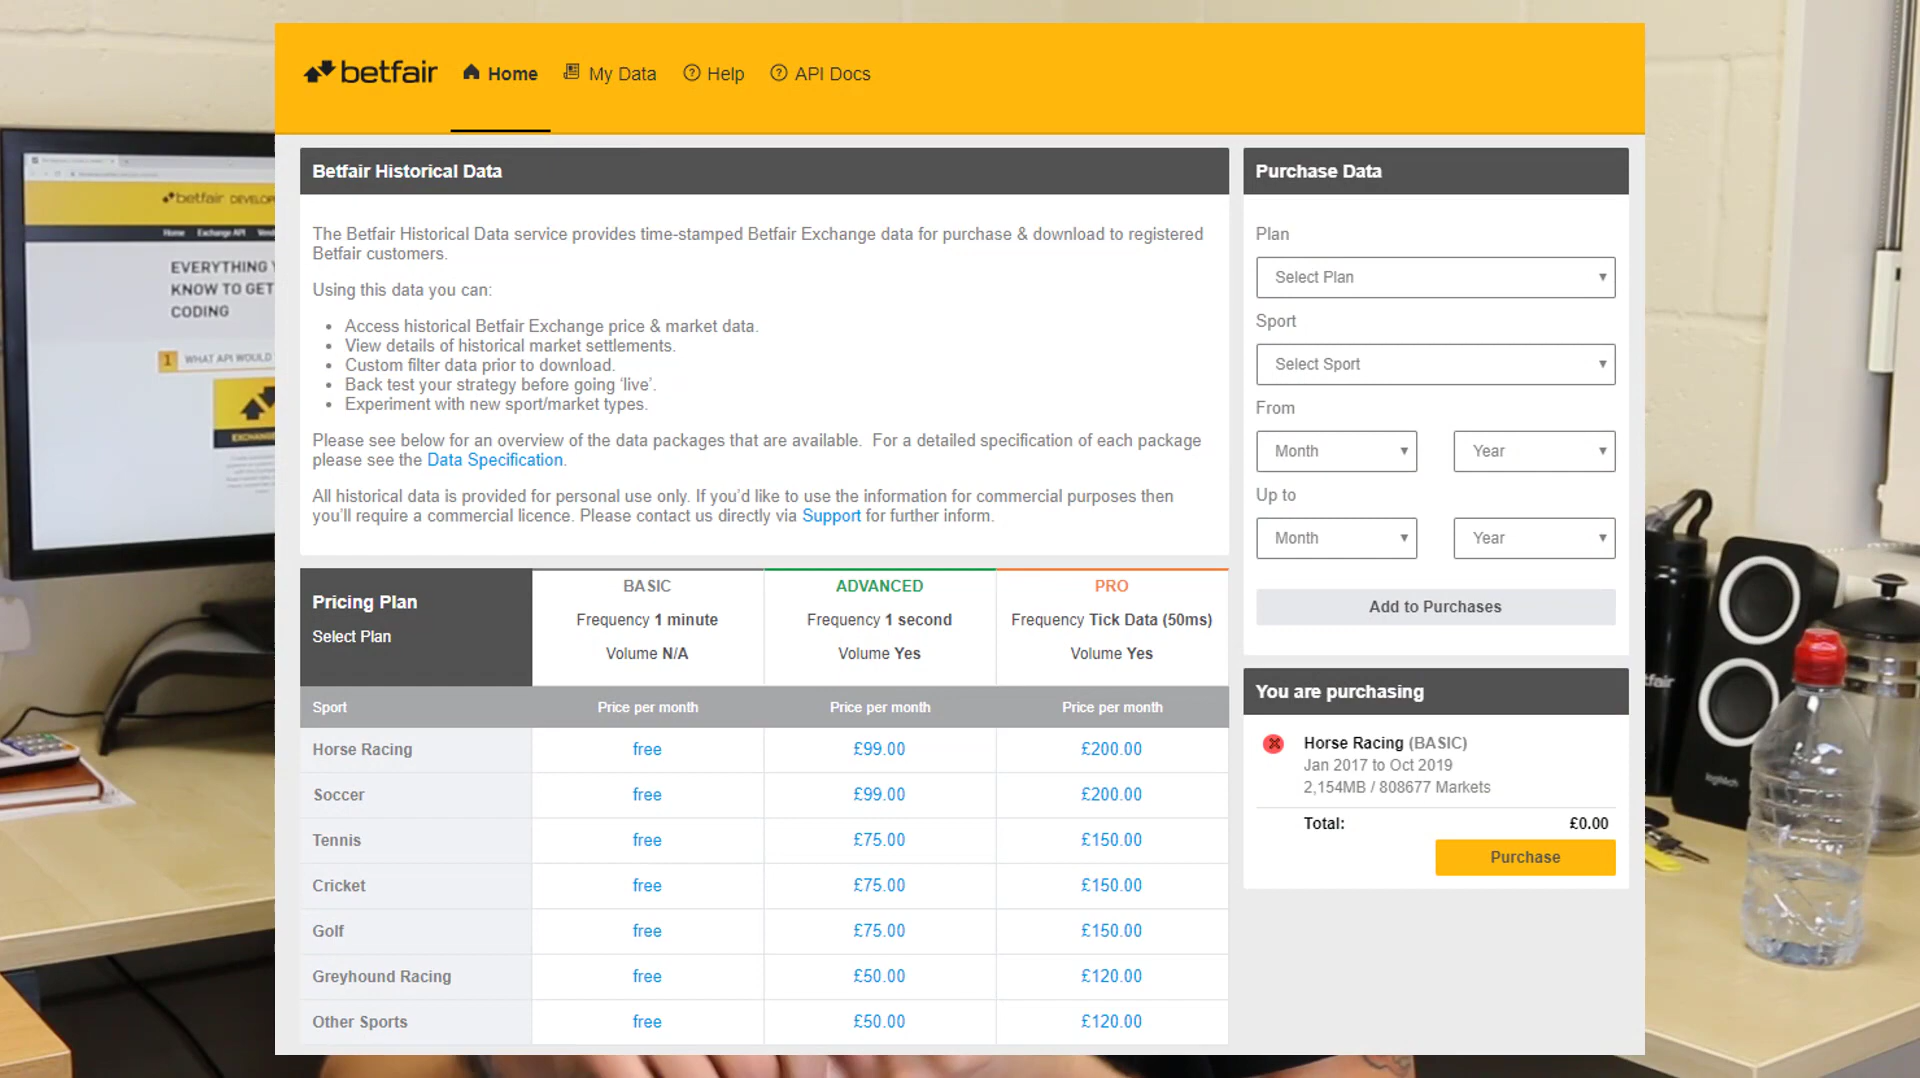 betfair
Home
My Data
Help
API Docs
Betfair Historical Data
The Betfair Historical Data service provides time-stamped Betfair Exchange data for purchase & download to registered
Betfair customers.
Using this data you can:
Access historical Betfair Exchange price & market data.
View details of historical market settlements.
Custom filter data prior to download.
Back test your strategy before going ‘live’.
Experiment with new sport/market types.
Please see below for an overview of the data packages that are available. For a detailed specification of each package
please see the Data Specification.
All historical data is provided for personal use only. If you’d like to use the information for commercial purposes then
you’ll require a commercial licence. Please contact us directly via Support for further inform.
Purchase Data
Plan
Select Plan
Sport
Select Sport
From
Month Year
Up to
Month Year
Add to Purchases
You are purchasing
Horse Racing (BASIC)
Jan 2017 to Oct 2019
2,154MB / 808677 Markets
Total: £0.00
Purchase
Pricing Plan
Select Plan
BASIC
Frequency 1 minute
Volume N/A
ADVANCED
Frequency 1 second
Volume Yes
PRO
Frequency Tick Data (50ms)
Volume Yes
Sport Price per month Price per month Price per month
Horse Racing free £99.00 £200.00
Soccer free £99.00 £200.00
Tennis free £75.00 £150.00
Cricket free £75.00 £150.00
Golf free £75.00 £150.00
Greyhound Racing free £50.00 £120.00
Other Sports free £50.00 £120.00
betfair
Home Exchange API
EVERYTHING
KNOW TO GET
CODING
1 WHAT API WOULD
logitech